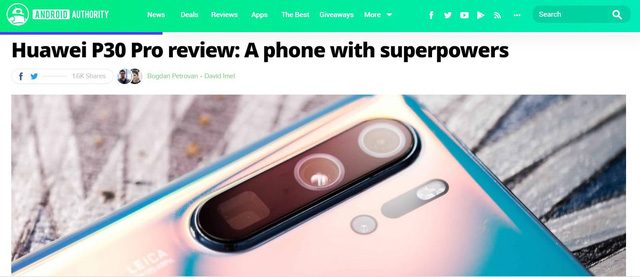 ANDROID AUTHORITY
News Deals Reviews Apps The Best Giveaways More Search
Huawei P30 Pro review: A phone with superpowers
1.6K Shares Bogdan Petrovan - David Imel
LEICA